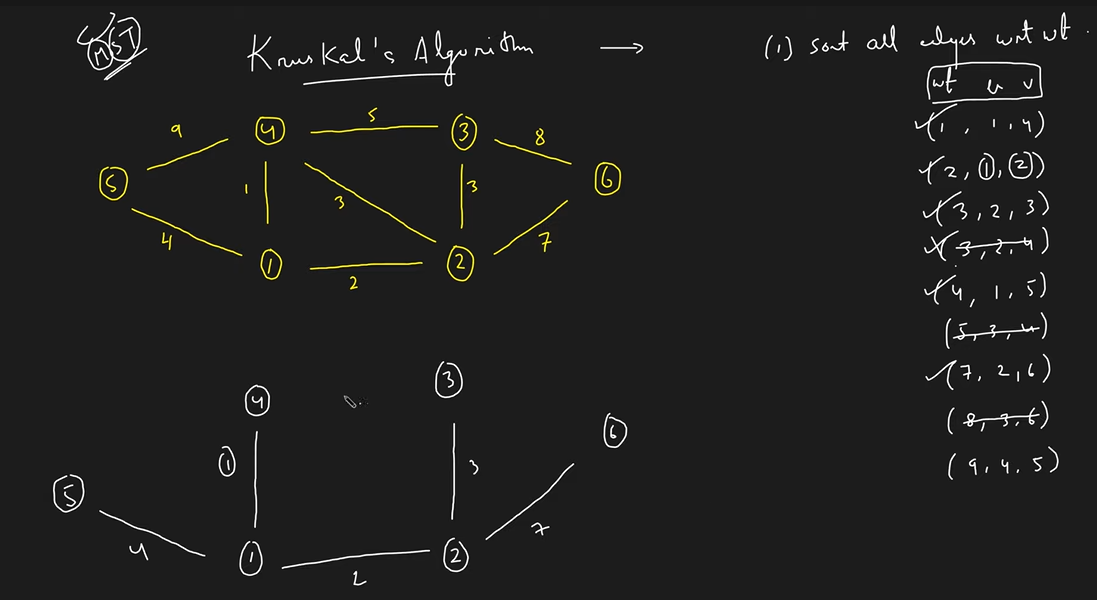 MST
Kruskal's Algorithm →
(1) sort all edges wrt wt.
wt u v
(1, 1, 4)
(2, 1, 2)
(3, 2, 3)
(3, 2, 4)
(4, 1, 5)
(5, 3, 4)
(7, 2, 6)
(8, 3, 6)
(9, 4, 5)
9 4 5 3 8
5 1 3 3 6
4 1 2 2 7
4 3
1 6
5 3
4 1 2 2 7